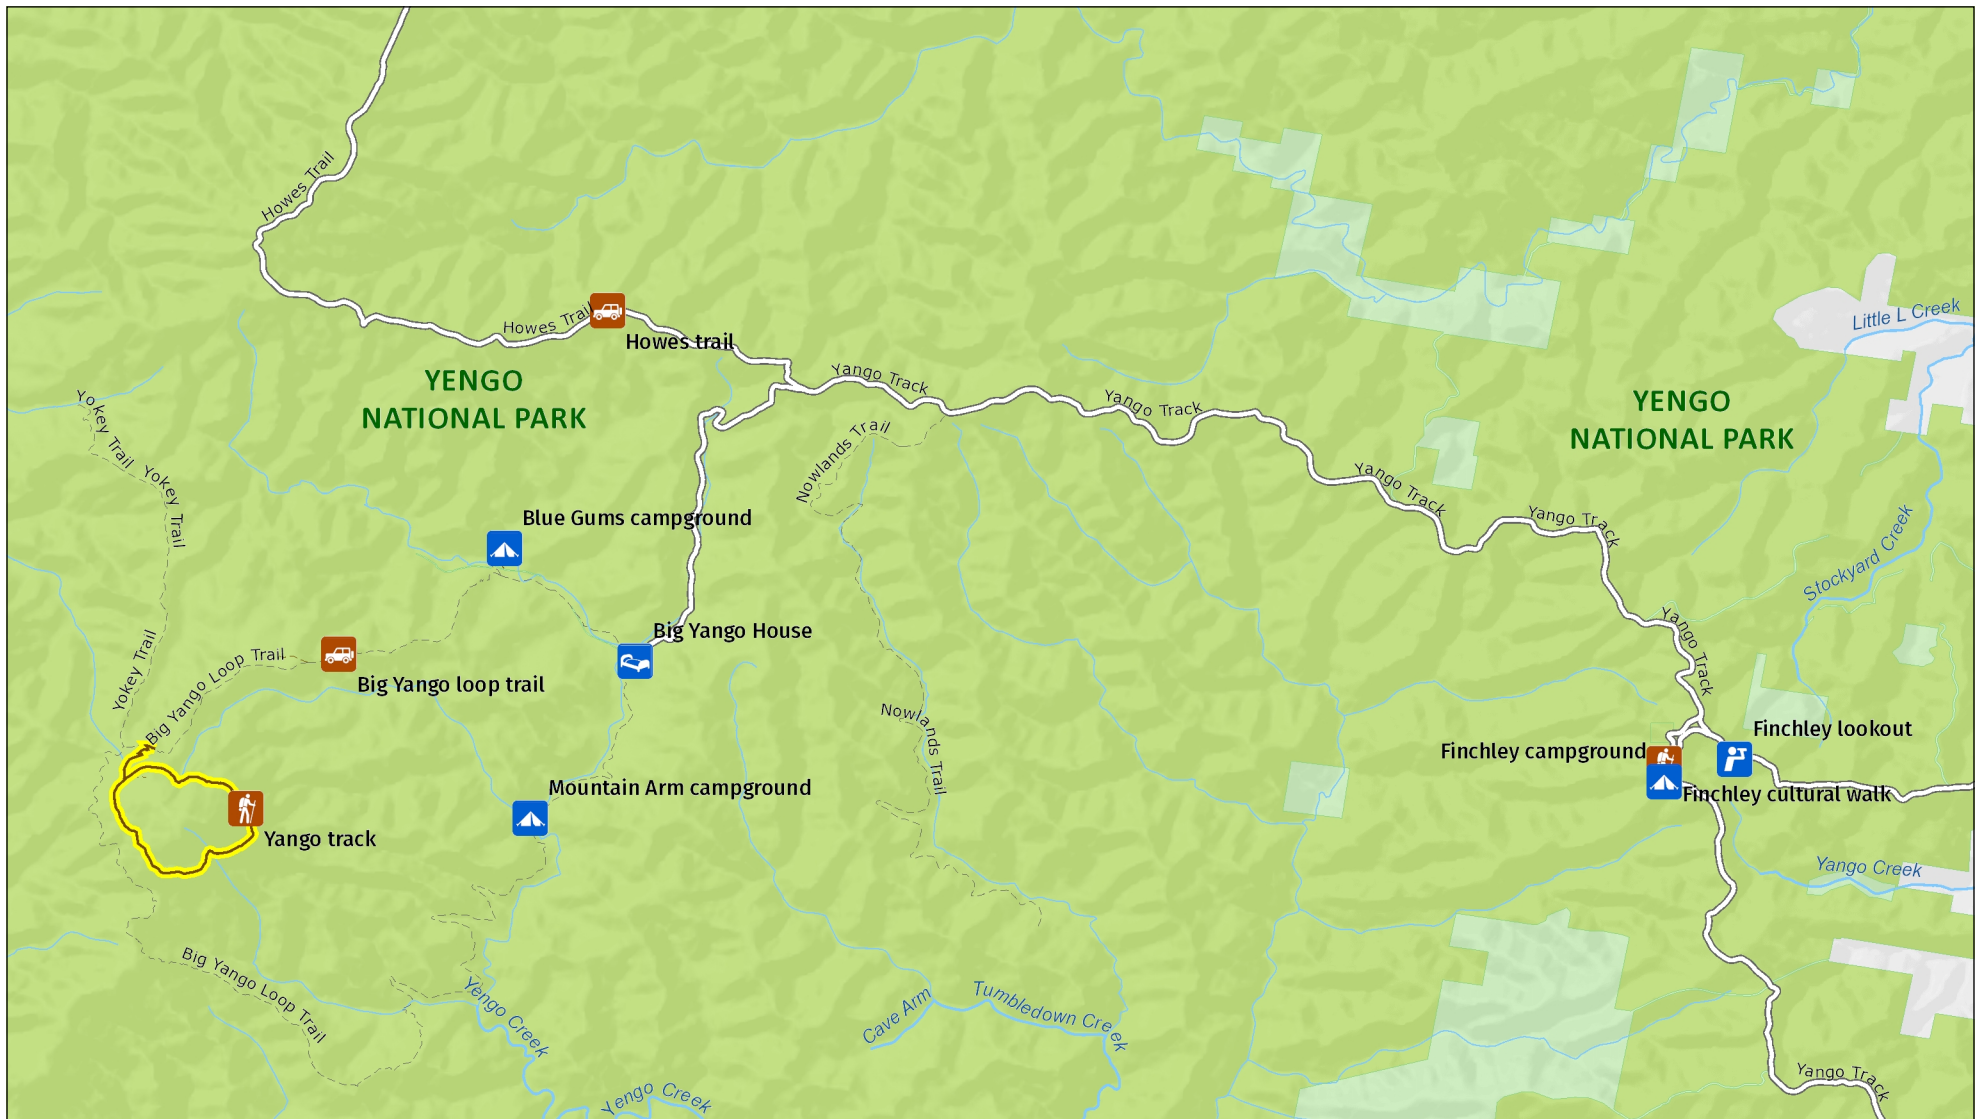 Howes Trail
Little L Creek
Howes Trail
Howes trail
YENGO
NATIONAL PARK
Yango Track
Yango Track
YENGO
NATIONAL PARK
Yokey Trail
Nowlands Trail
Yokey Trail
Yango Track
Blue Gums campground
Yango Track
Stockyard Creek
Big Yango House
Yango Track
Yokey Trail
Big Yango Loop Trail
Big Yango loop trail
Nowlands Trail
Finchley lookout
Finchley campground
Mountain Arm campground
Finchley cultural walk
Yango track
Yango Creek
Big Yango Loop Trail
Yengo Creek
Cave Arm
Tumbledown Creek
Yango Track
Yengo Creek